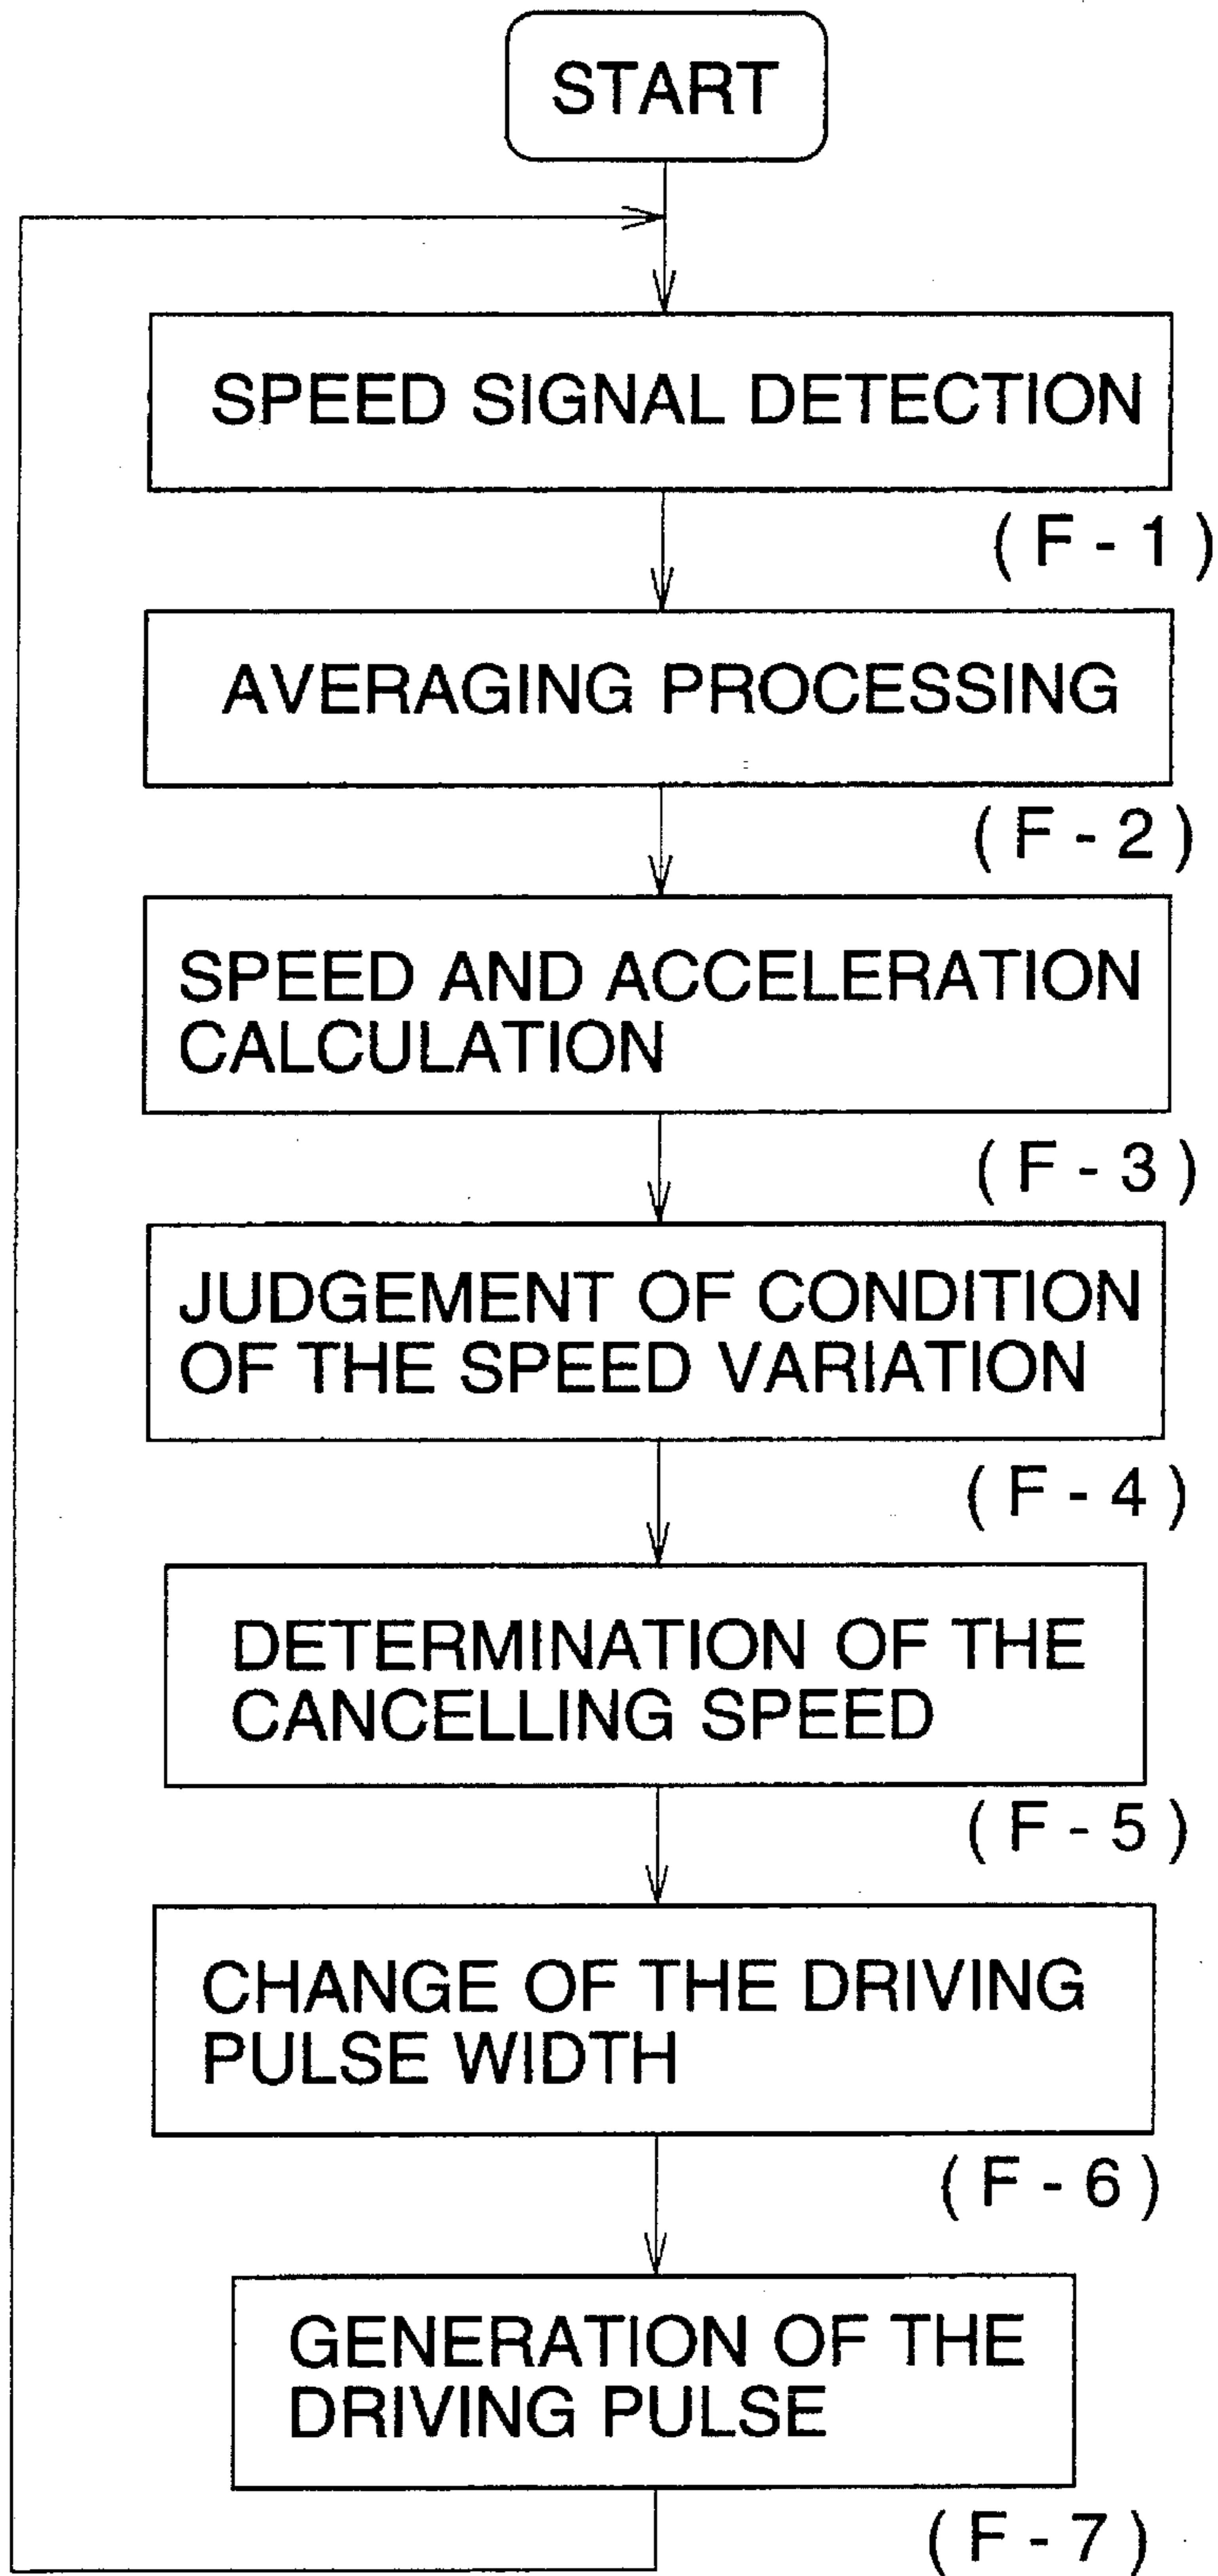 START
SPEED SIGNAL DETECTION
( F - 1 )
AVERAGING PROCESSING
( F - 2 )
SPEED AND ACCELERATION
CALCULATION
( F - 3 )
JUDGEMENT OF CONDITION
OF THE SPEED VARIATION
( F - 4 )
DETERMINATION OF THE
CANCELLING SPEED
( F - 5 )
CHANGE OF THE DRIVING
PULSE WIDTH
( F - 6 )
GENERATION OF THE
DRIVING PULSE
( F - 7 )